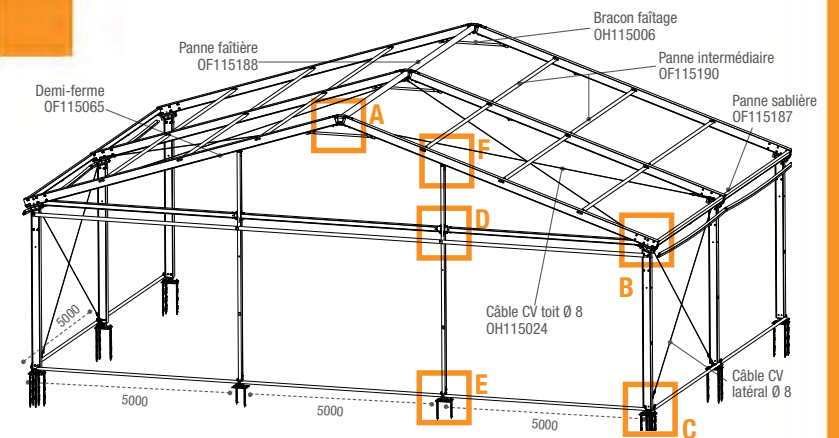 Bracon faîtage
OH115006
Panne faîtière
OF115188
Panne intermédiaire
OF115190
Demi-ferme
OF115065
Panne sablière
OF115187
A
F
D
B
Câble CV toit Ø 8
OH115024
5000
Câble CV
latéral Ø 8
E
5000
5000
5000
C